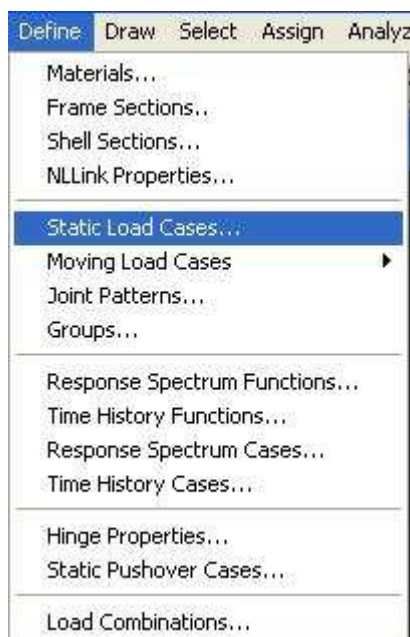 Define Draw Select Assign Analyz
Materials...
Frame Sections..
Shell Sections...
NLLink Properties...
Static Load Cases...
Moving Load Cases
Joint Patterns...
Groups...
Response Spectrum Functions...
Time History Functions...
Response Spectrum Cases...
Time History Cases...
Hinge Properties...
Static Pushover Cases...
Load Combinations...